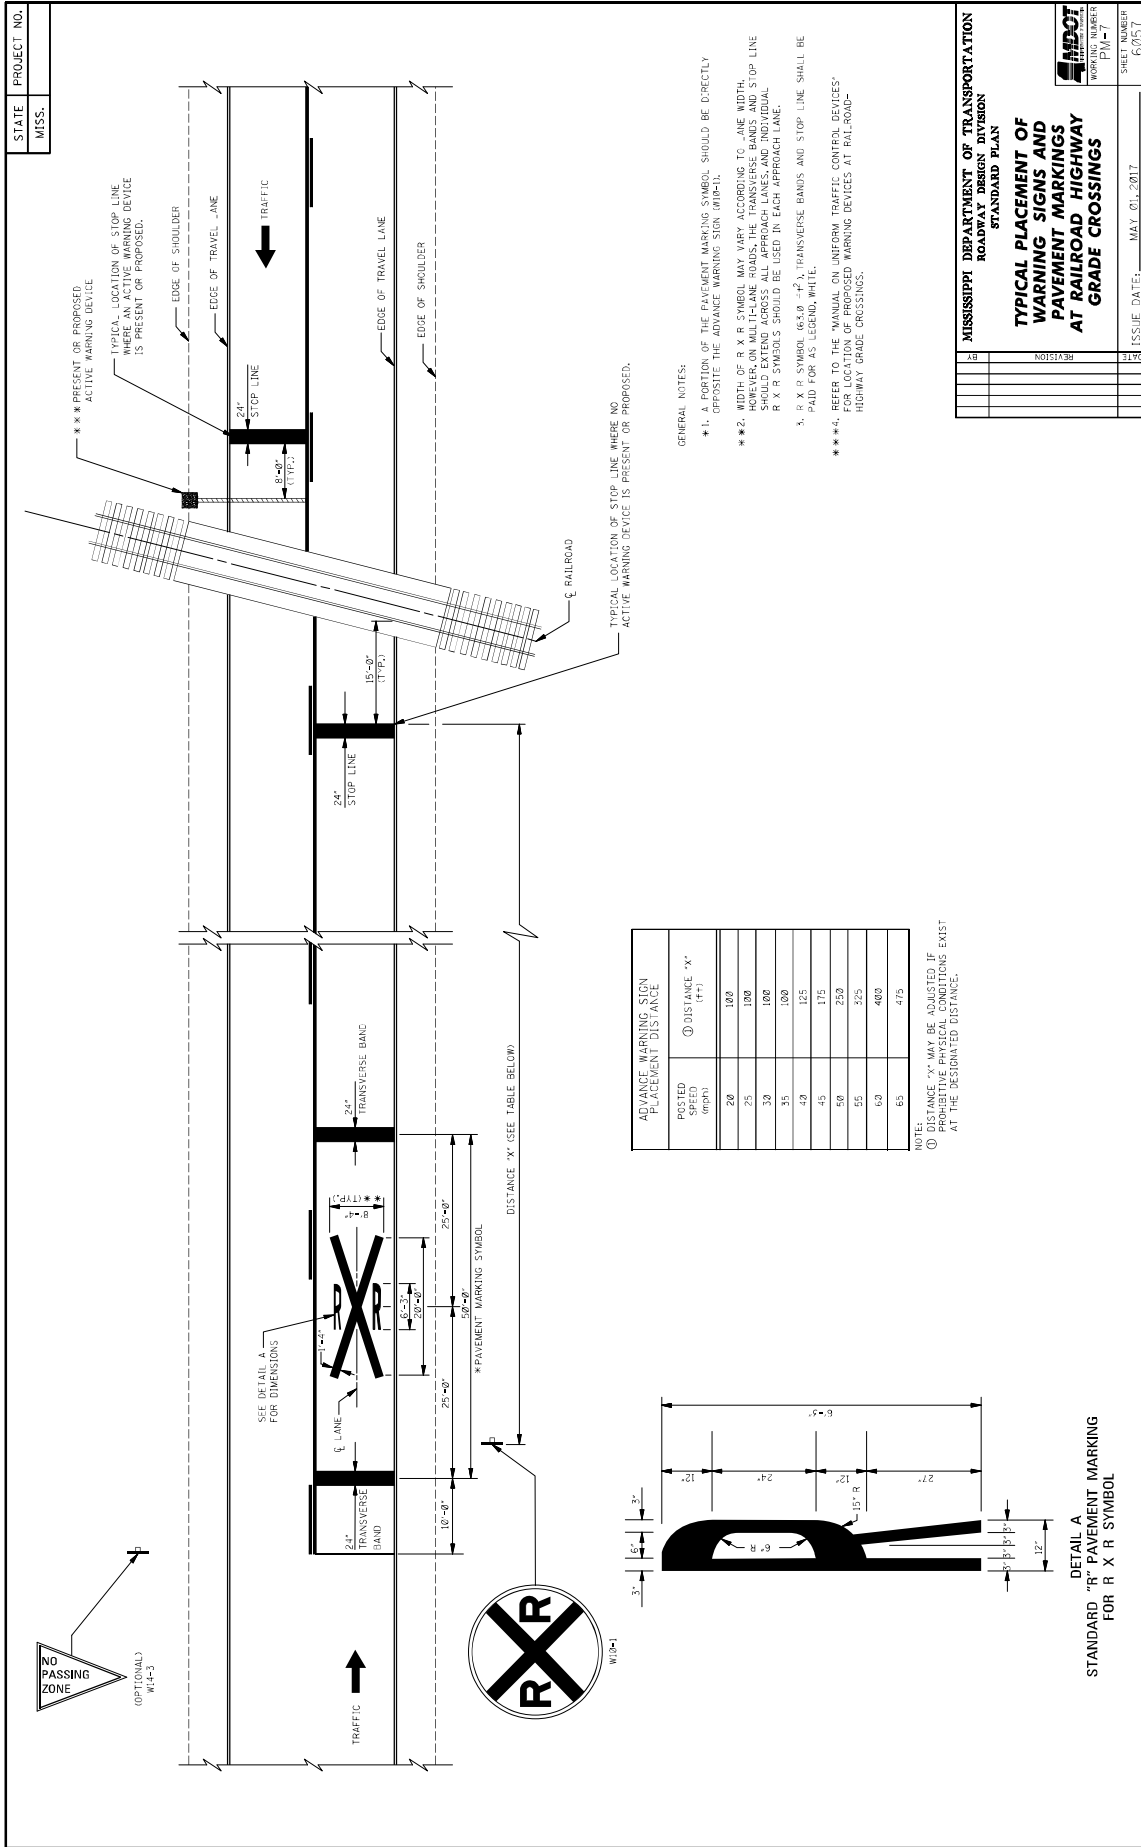 STATE PROJECT NO.
MISS.
* * * PRESENT OR PROPOSED
ACTIVE WARNING DEVICE
TYPICAL LOCATION OF STOP LINE
WHERE AN ACTIVE WARNING DEVICE
IS PRESENT OR PROPOSED.
EDGE OF SHOULDER
EDGE OF TRAVEL LANE
TRAFFIC
24"
STOP LINE
8'-0"
(TYP.)
EDGE OF TRAVEL LANE
EDGE OF SHOULDER
℄ RAILROAD
TYPICAL LOCATION OF STOP LINE WHERE NO
ACTIVE WARNING DEVICE IS PRESENT OR PROPOSED.
15'-0"
(TYP.)
24"
STOP LINE
NO
PASSING
ZONE
(OPTIONAL)
W14-3
SEE DETAIL A
FOR DIMENSIONS
1'-4"
℄ LANE
8'-4"
* * (TYP.)
24"
TRANSVERSE BAND
24"
TRANSVERSE
BAND
6'-3"
20'-0"
10'-0"
25'-0"
25'-0"
50'-0"
*PAVEMENT MARKING SYMBOL
DISTANCE "X" (SEE TABLE BELOW)
TRAFFIC
R R
W10-1
GENERAL NOTES:
* 1. A PORTION OF THE PAVEMENT MARKING SYMBOL SHOULD BE DIRECTLY
OPPOSITE THE ADVANCE WARNING SIGN (W10-1).
* * 2. WIDTH OF R X R SYMBOL MAY VARY ACCORDING TO LANE WIDTH.
HOWEVER, ON MULTI-LANE ROADS, THE TRANSVERSE BANDS AND STOP LINE
SHOULD EXTEND ACROSS ALL APPROACH LANES, AND INDIVIDUAL
R X R SYMBOLS SHOULD BE USED IN EACH APPROACH LANE.
3. R X R SYMBOL (63.0 ft²), TRANSVERSE BANDS AND STOP LINE SHALL BE
PAID FOR AS LEGEND, WHITE.
* * * 4. REFER TO THE "MANUAL ON UNIFORM TRAFFIC CONTROL DEVICES"
FOR LOCATION OF PROPOSED WARNING DEVICES AT RAILROAD-
HIGHWAY GRADE CROSSINGS.
ADVANCE WARNING SIGN
PLACEMENT DISTANCE
POSTED
SPEED
(mph)
① DISTANCE "X"
(ft)
20 100
25 100
30 100
35 100
40 125
45 175
50 250
55 325
60 400
65 475
NOTE:
① DISTANCE "X" MAY BE ADJUSTED IF
PROHIBITIVE PHYSICAL CONDITIONS EXIST
AT THE DESIGNATED DISTANCE.
3" 6" 3"
12"
24"
12"
27"
6'-3"
6" R
15" R
3" 3" 3" 3"
12"
DETAIL A
STANDARD "R" PAVEMENT MARKING
FOR R X R SYMBOL
BY
REVISION
DATE
MISSISSIPPI DEPARTMENT OF TRANSPORTATION
ROADWAY DESIGN DIVISION
STANDARD PLAN
TYPICAL PLACEMENT OF
WARNING SIGNS AND
PAVEMENT MARKINGS
AT RAILROAD HIGHWAY
GRADE CROSSINGS
MDOT
WORKING NUMBER
PM-7
SHEET NUMBER
6057
ISSUE DATE: MAY 01, 2017